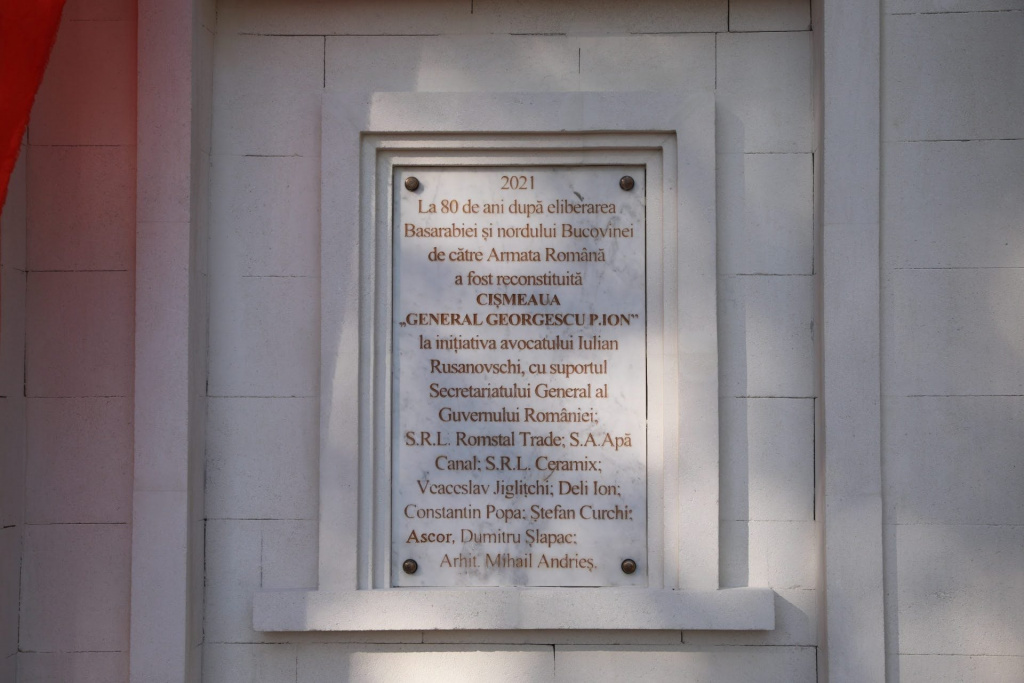 2021
La 80 de ani după eliberarea
Basarabiei și nordului Bucovinei
de către Armata Română
a fost reconstituită
CIȘMEAUA
„GENERAL GEORGESCU P.ION”
la inițiativa avocatului Iulian
Rusanovschi, cu suportul
Secretariatului General al
Guvernului României;
S.R.L. Romstal Trade; S.A.Apă
Canal; S.R.L. Ceramix;
Veaceslav Jiglițchi; Deli Ion;
Constantin Popa; Ștefan Curchi;
Ascor, Dumitru Șlapac;
Arhit. Mihail Andrieș.